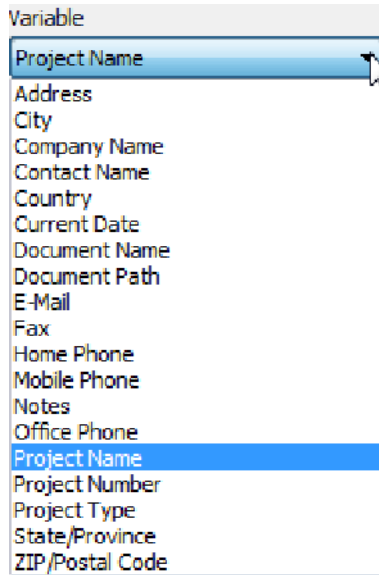 Variable
Project Name
Address
City
Company Name
Contact Name
Country
Current Date
Document Name
Document Path
E-Mail
Fax
Home Phone
Mobile Phone
Notes
Office Phone
Project Name
Project Number
Project Type
State/Province
ZIP/Postal Code